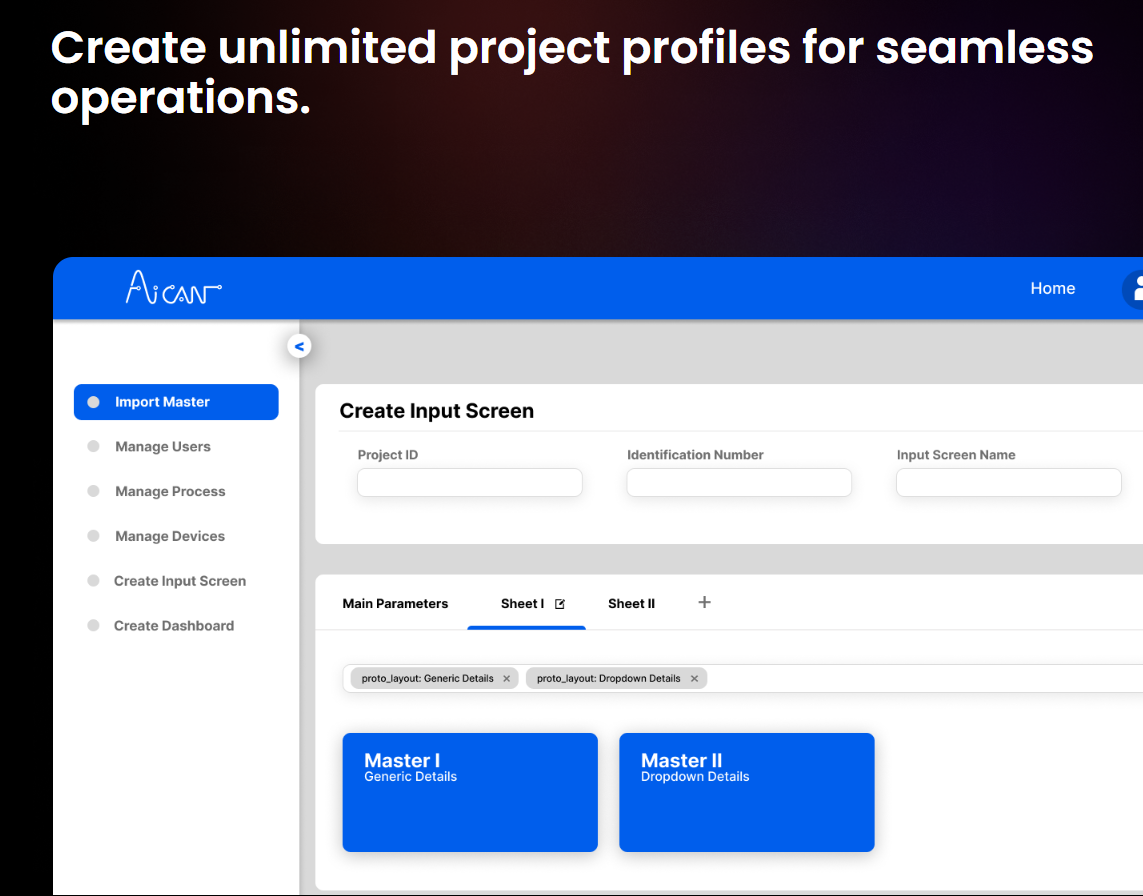 Create unlimited project profiles for seamless
operations.
Aican
Home
<
Import Master
Manage Users
Manage Process
Manage Devices
Create Input Screen
Create Dashboard
Create Input Screen
Project ID
Identification Number
Input Screen Name
Main Parameters
Sheet I
Sheet II
+
proto_layout: Generic Details ×
proto_layout: Dropdown Details ×
Master I
Generic Details
Master II
Dropdown Details